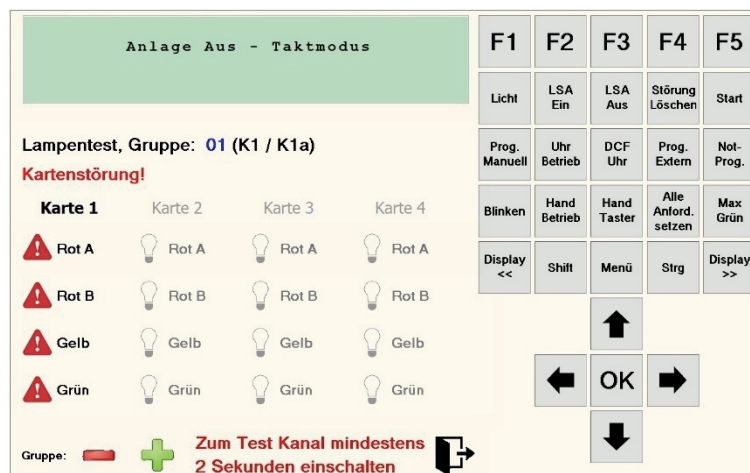 Anlage Aus - Taktmodus
Lampentest, Gruppe: 01 (K1 / K1a)
Kartenstörung!
Karte 1 Karte 2 Karte 3 Karte 4
Rot A Rot A Rot A Rot A
Rot B Rot B Rot B Rot B
Gelb Gelb Gelb Gelb
Grün Grün Grün Grün
Gruppe: Zum Test Kanal mindestens
2 Sekunden einschalten
F1 F2 F3 F4 F5
Licht LSA LSA Störung Start
Ein Aus Löschen
Prog. Uhr DCF Prog. Not-
Manuell Betrieb Uhr Extern Prog.
Blinken Hand Hand Alle Max
Betrieb Taster Anford. Grün
setzen
Display Shift Menü Strg Display
<< >>
OK